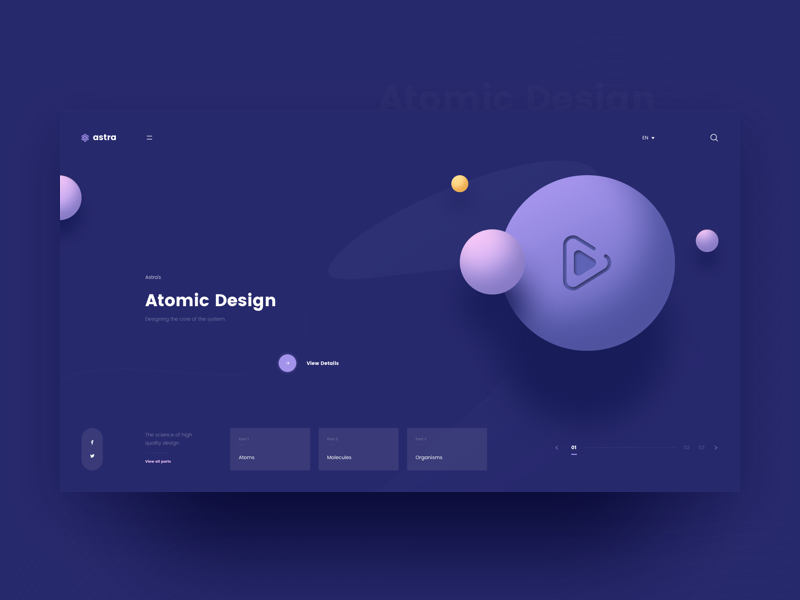 Atomic Design
astra
EN
Astra's
Atomic Design
Designing the core of the system.
View Details
The science of high
quality design
View all parts
Part 1
Atoms
Part 2
Molecules
Part 3
Organisms
01
02
03